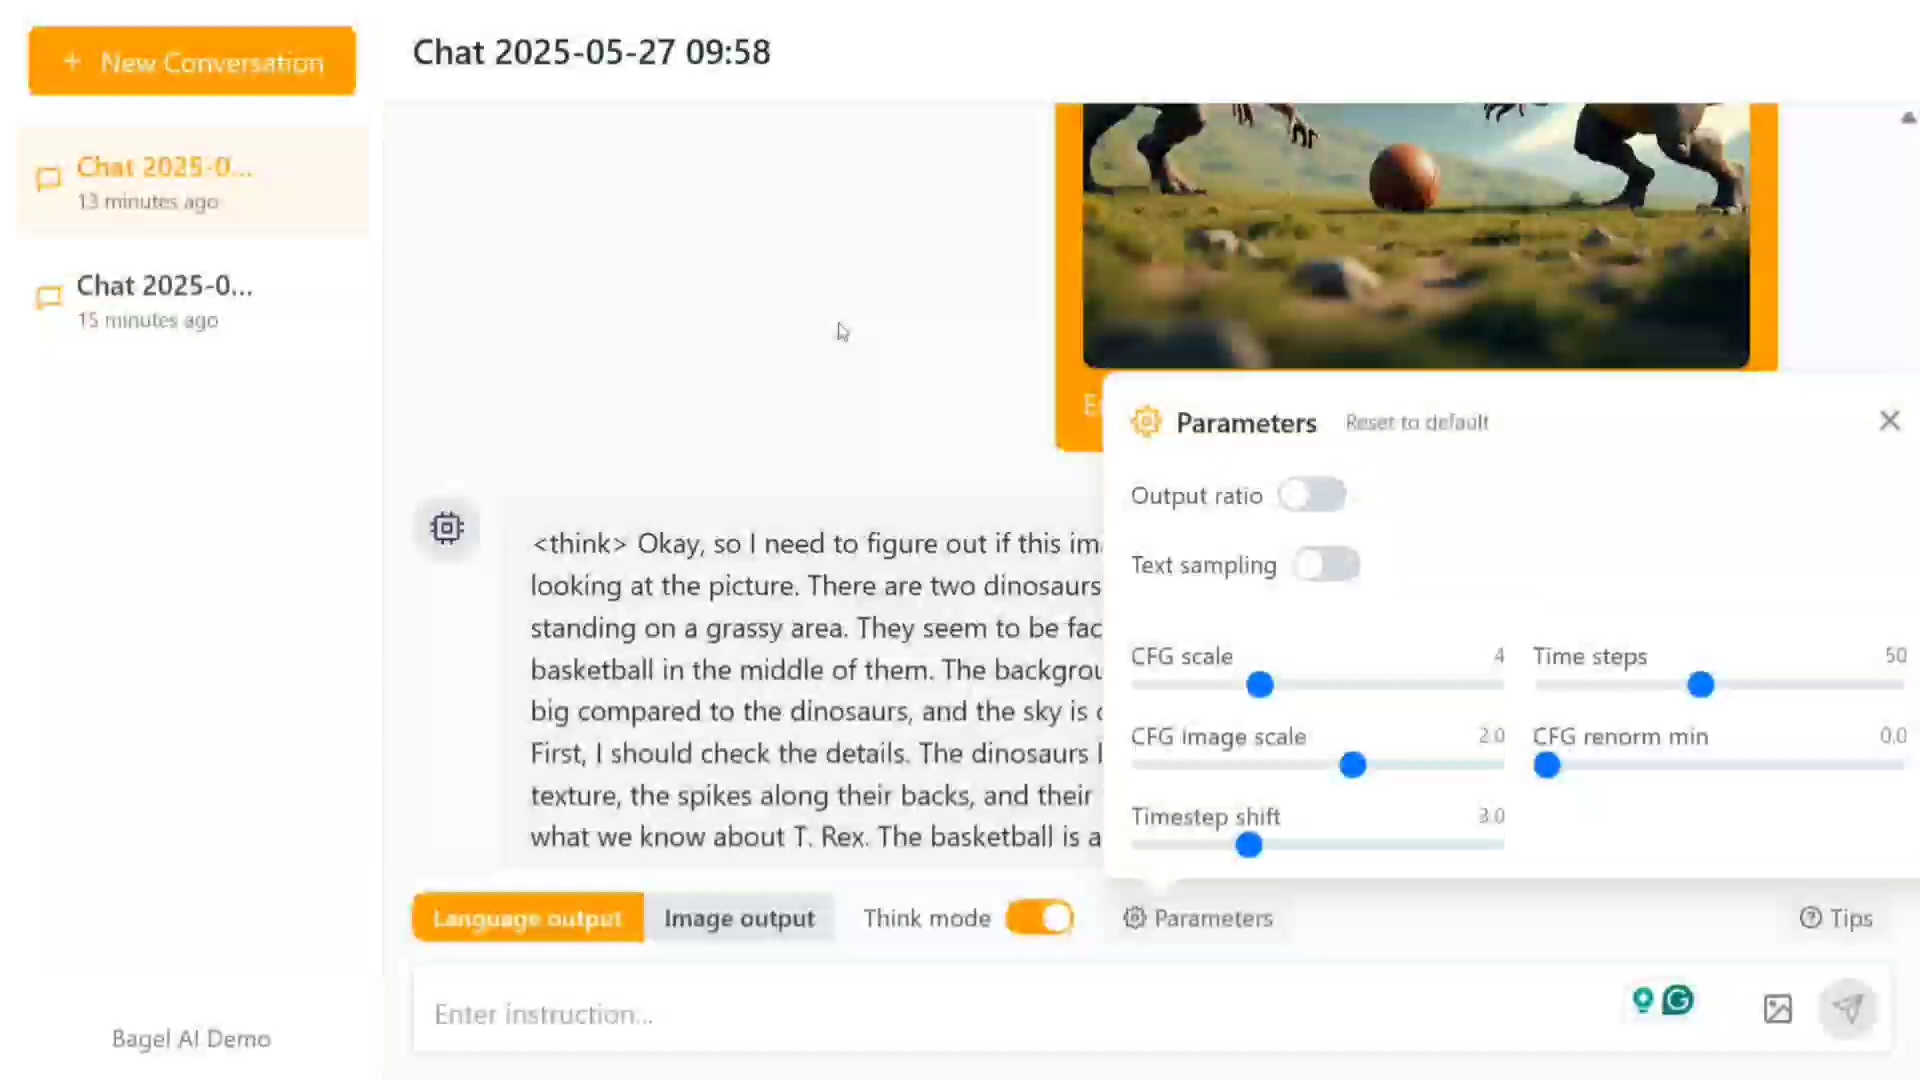 + New Conversation
Chat 2025-0...
13 minutes ago
Chat 2025-0...
15 minutes ago
Bagel AI Demo
Chat 2025-05-27 09:58
<think> Okay, so I need to figure out if this
looking at the picture. There are two dinosaurs
standing on a grassy area. They seem to be
basketball in the middle of them. The
big compared to the dinosaurs, and the sky is
First, I should check the details. The dinosaurs
texture, the spikes along their backs, and their
what we know about T. Rex. The basketball is
Parameters Reset to default
Output ratio
Text sampling
CFG scale 4
Time steps 50
CFG image scale 2.0
CFG renorm min 0.0
Timestep shift 3.0
Language output Image output Think mode Parameters Tips
Enter instruction...